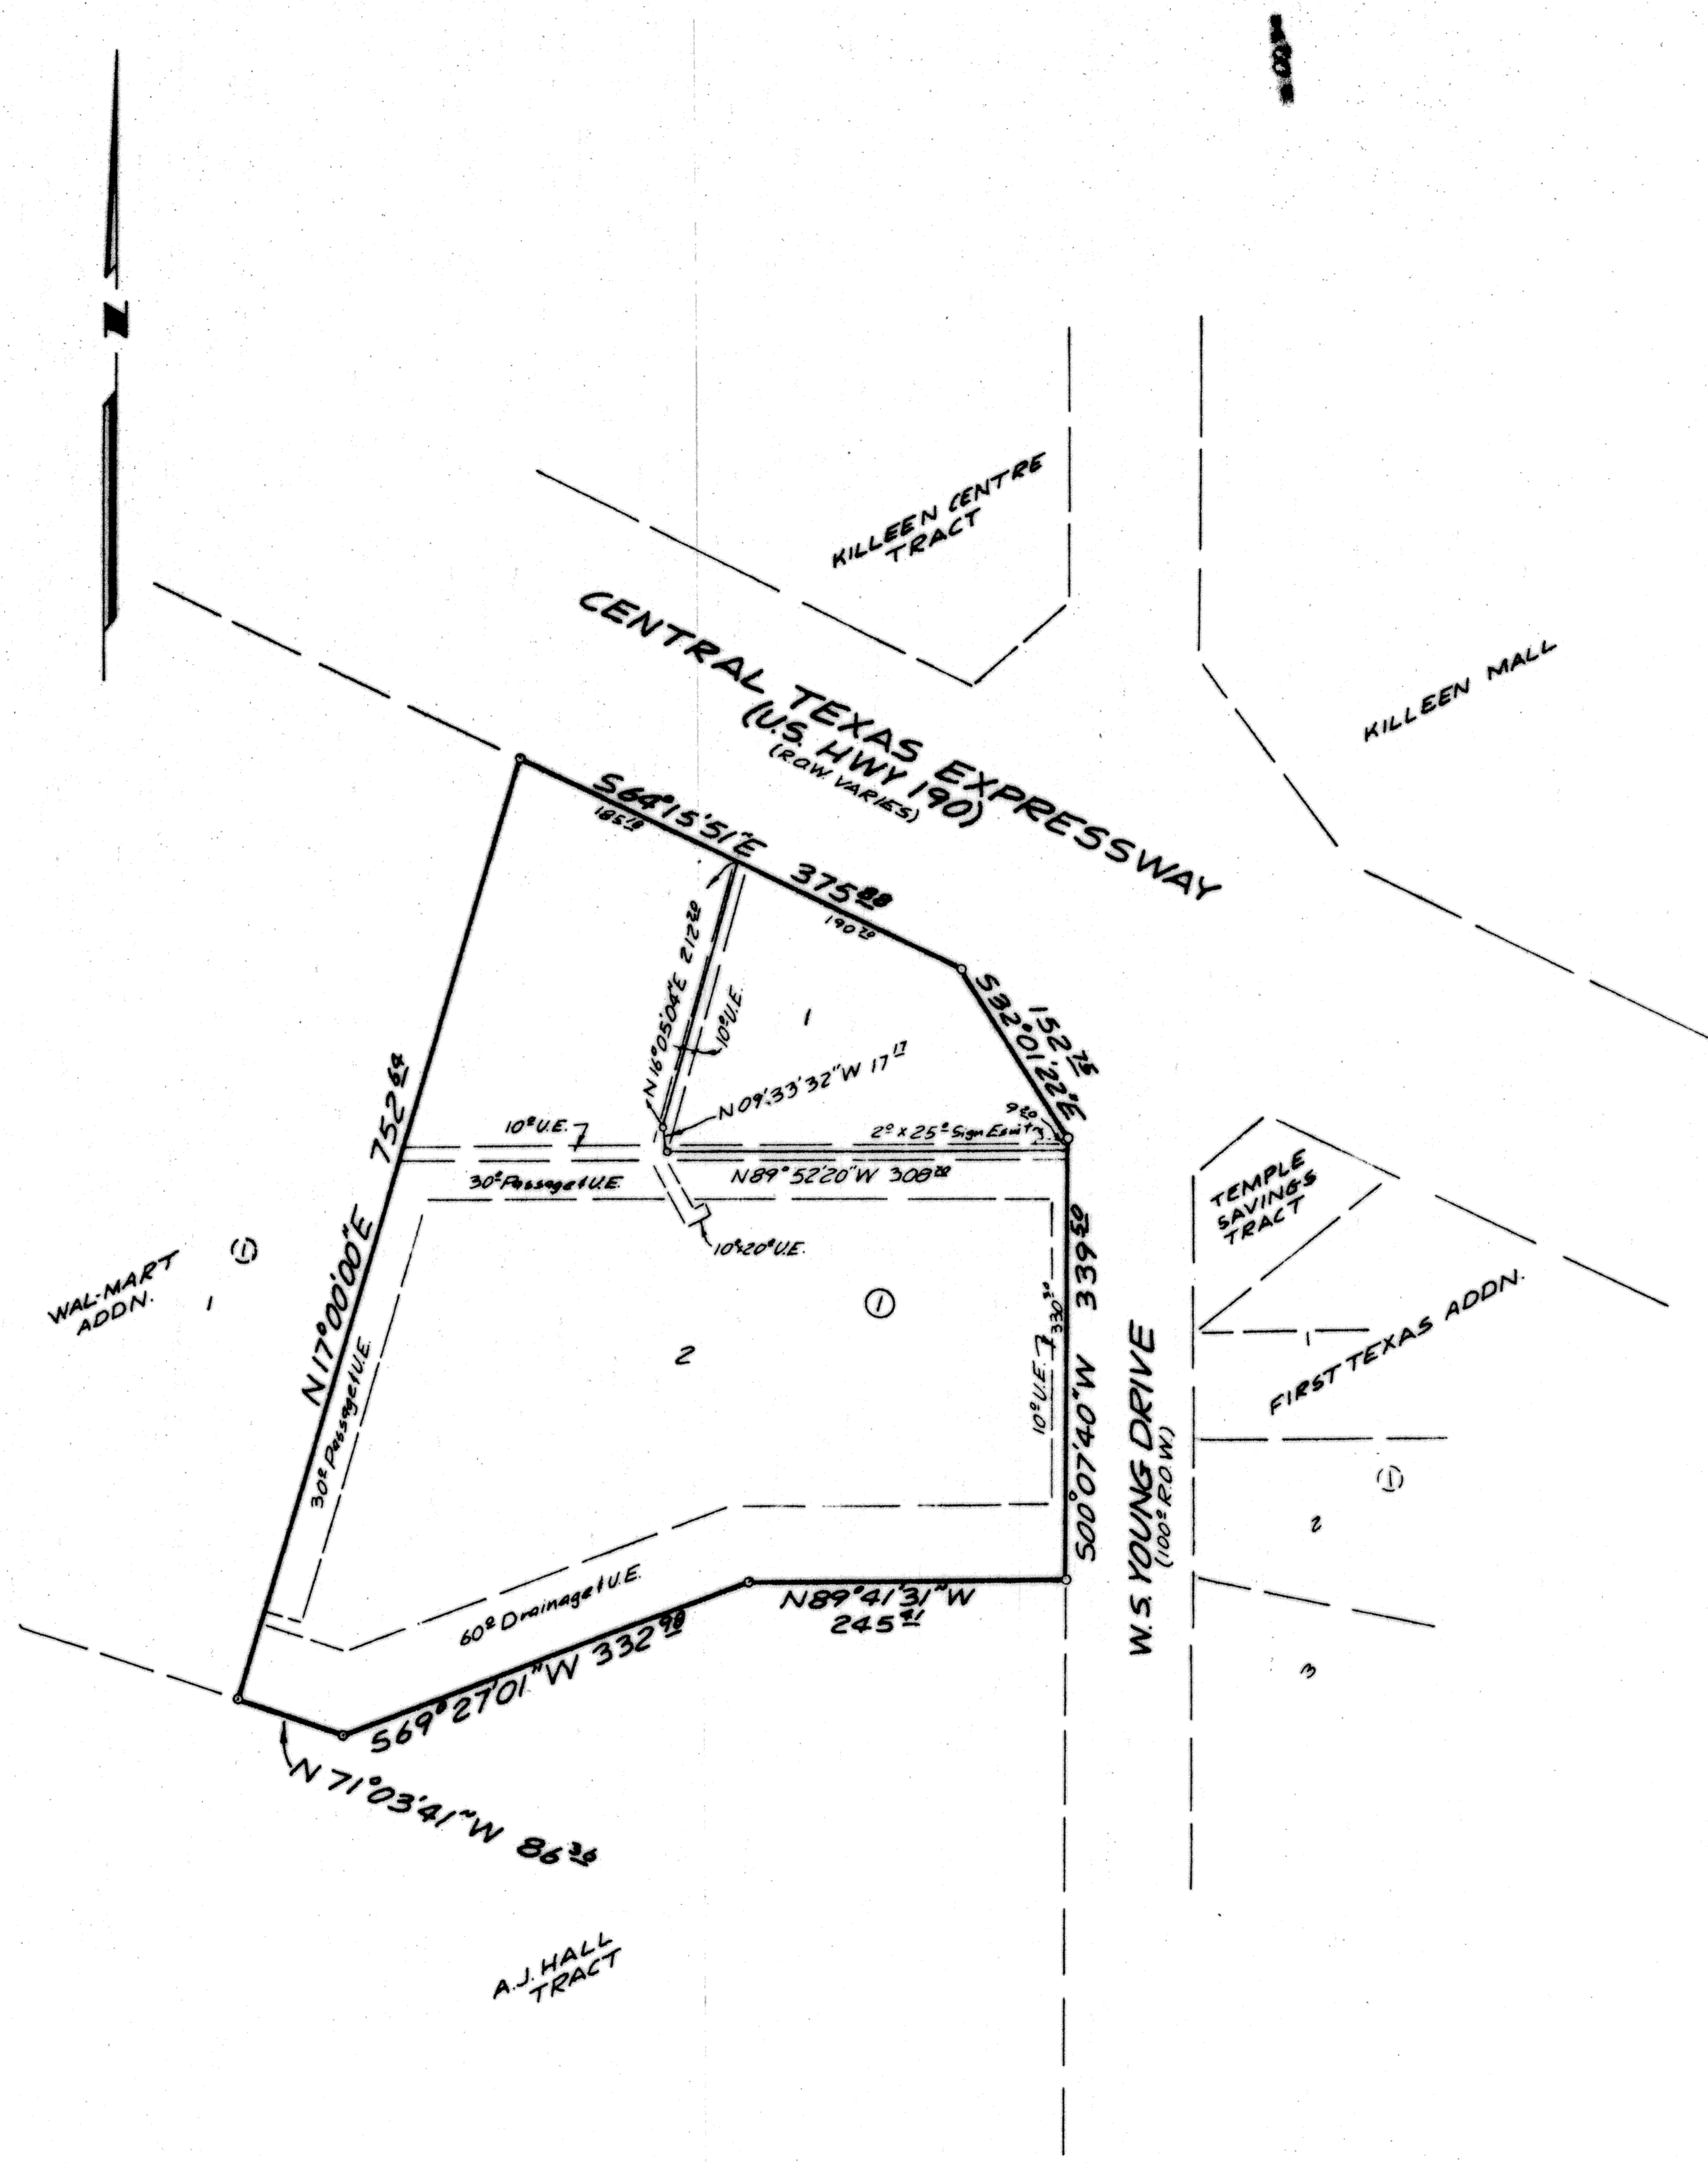 N
KILLEEN CENTRE
TRACT
KILLEEN MALL
CENTRAL TEXAS EXPRESSWAY
(U.S. HWY 190)
(R.O.W. VARIES)
S64°15'51"E 375 88
190 70
N16°05'04"E 212 20
10° U.E.
1
S32°01'22"E
152 75
N09°33'32"W 17 17
752 64
N17°00'00"E
10° U.E.
2° x 25° Sign Esm't
30° Passage & U.E.
N89°52'20"W 308 20
10° x 20° U.E.
TEMPLE
SAVINGS
TRACT
WAL-MART
ADDN.
1
1
1
2
30° Passage & U.E.
10° U.E.
330 30
S00°07'40"W 339 50
W.S. YOUNG DRIVE
(100° R.O.W.)
1
FIRST TEXAS ADDN.
1
2
3
60° Drainage & U.E.
N89°41'31"W
245 41
S69°27'01"W 332 98
N71°03'41"W 86 36
A.J. HALL
TRACT